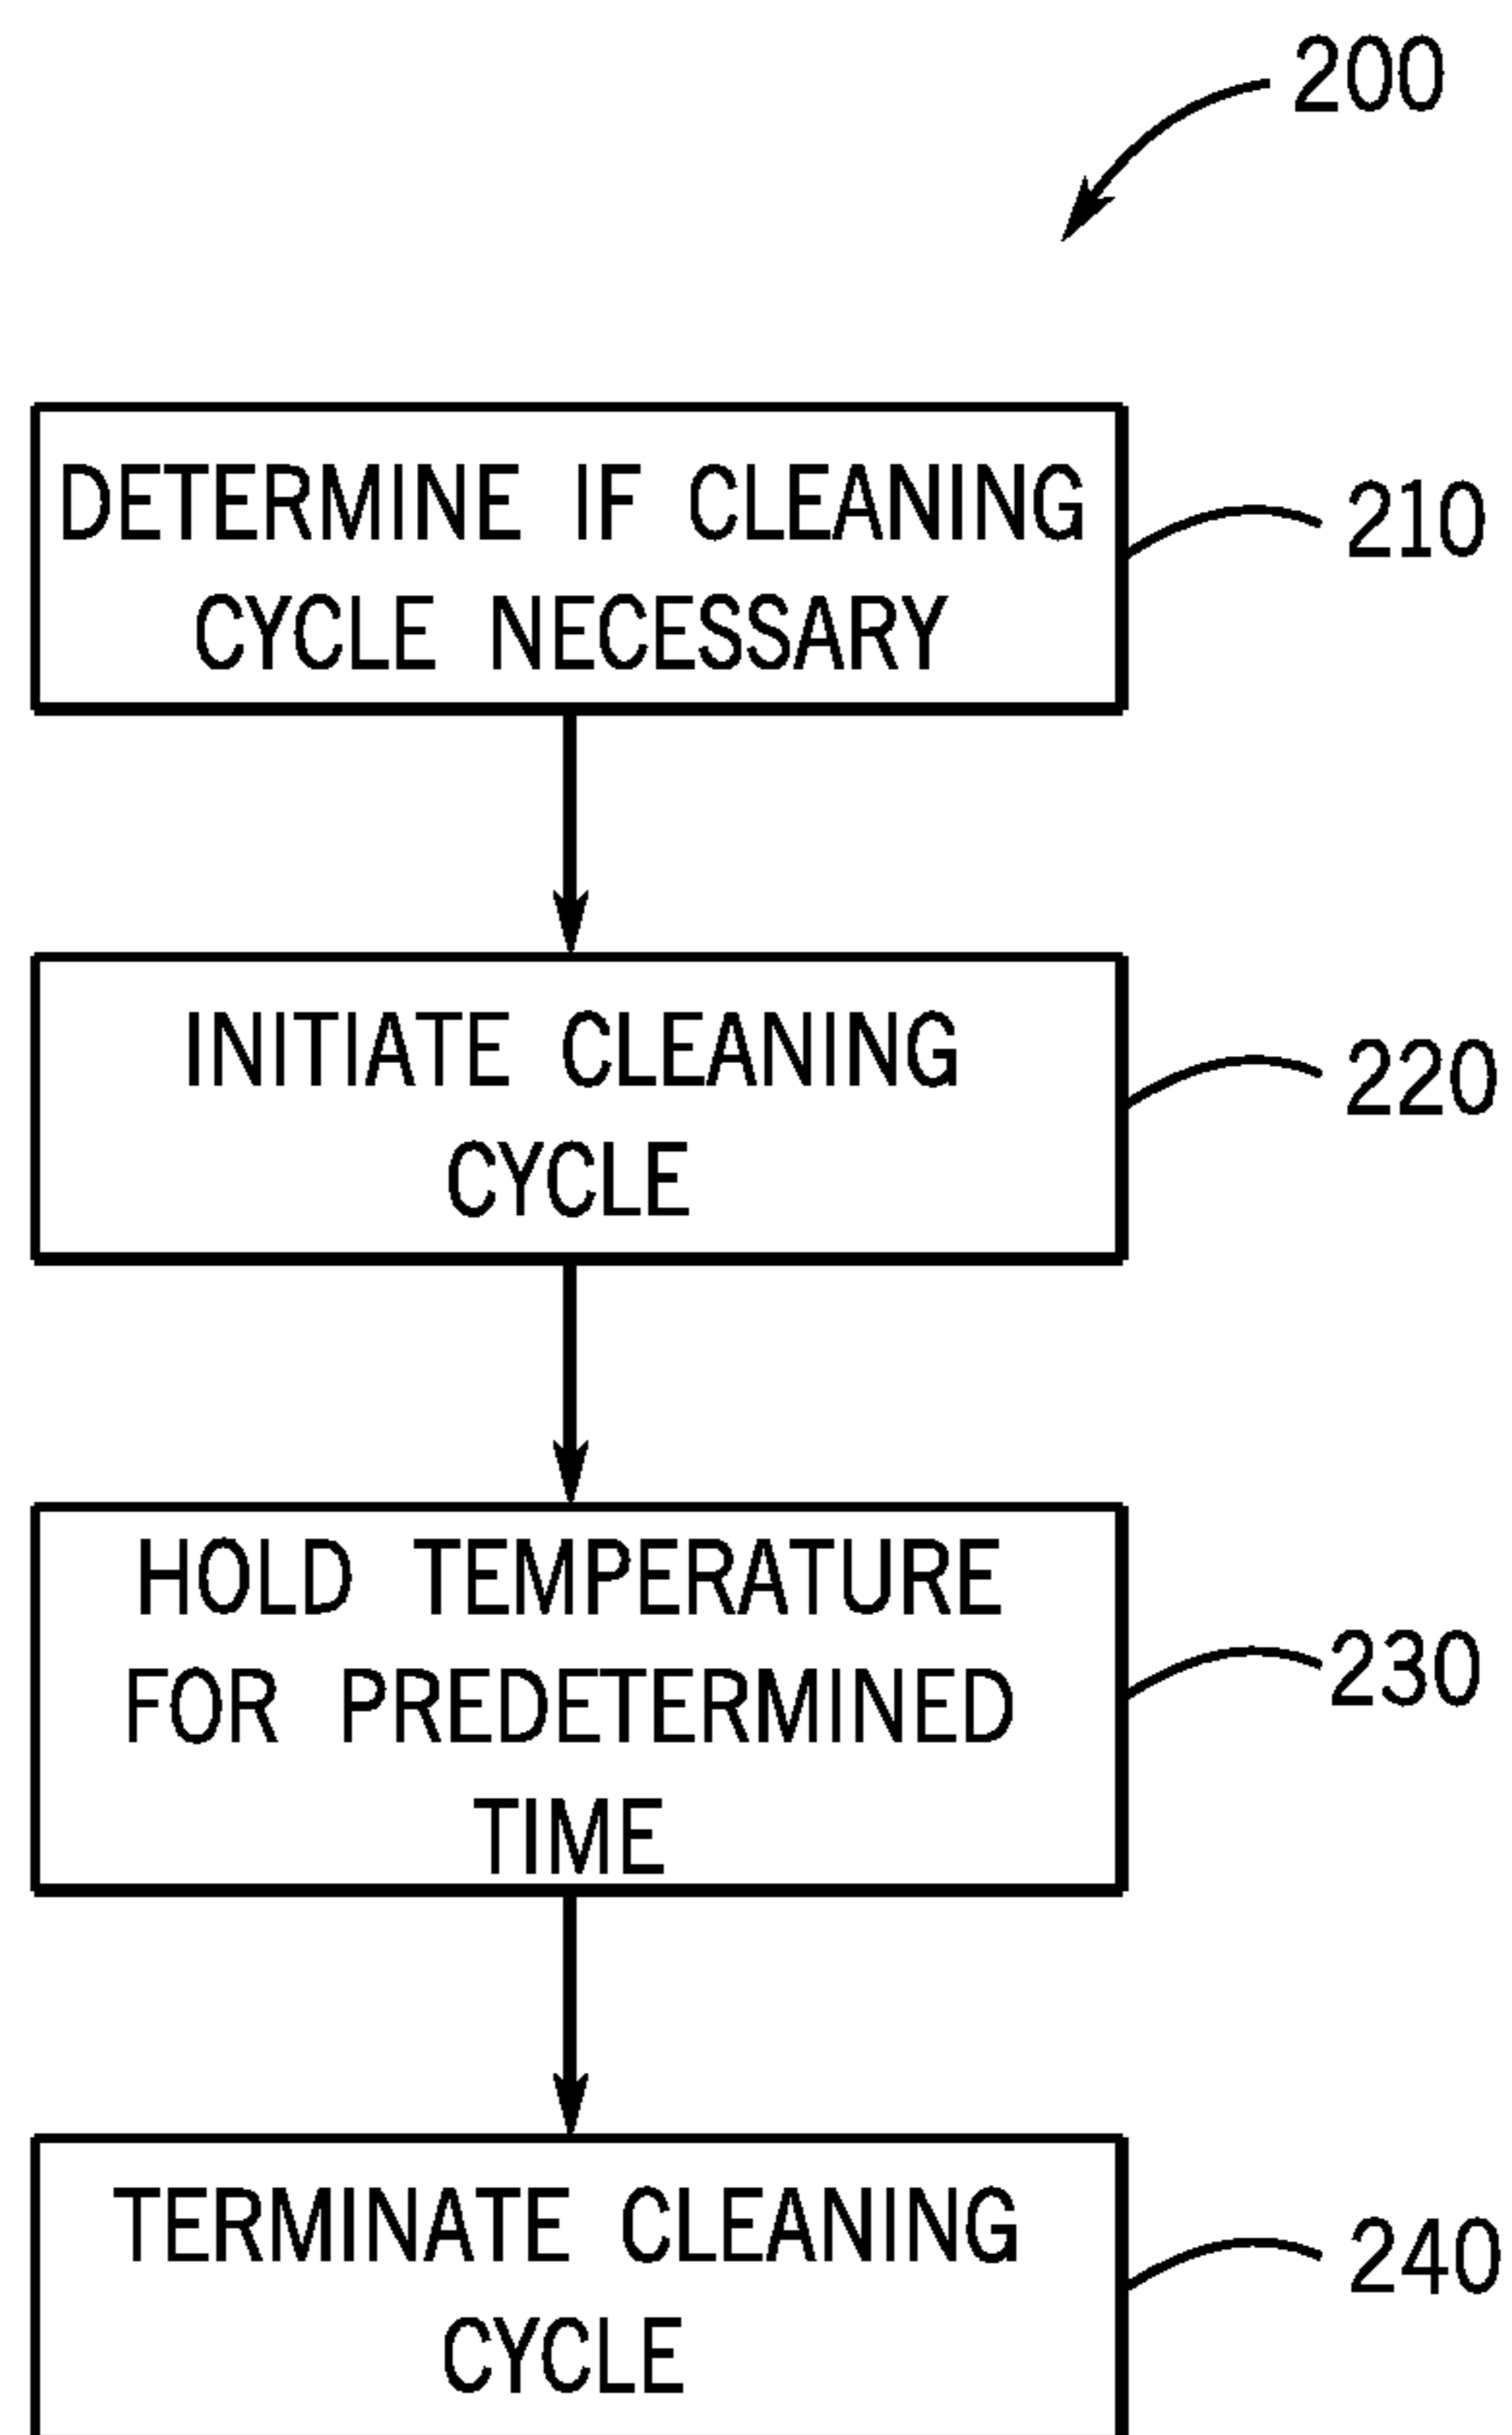 200
DETERMINE IF CLEANING
CYCLE NECESSARY
210
INITIATE CLEANING
CYCLE
220
HOLD TEMPERATURE
FOR PREDETERMINED
TIME
230
TERMINATE CLEANING
CYCLE
240